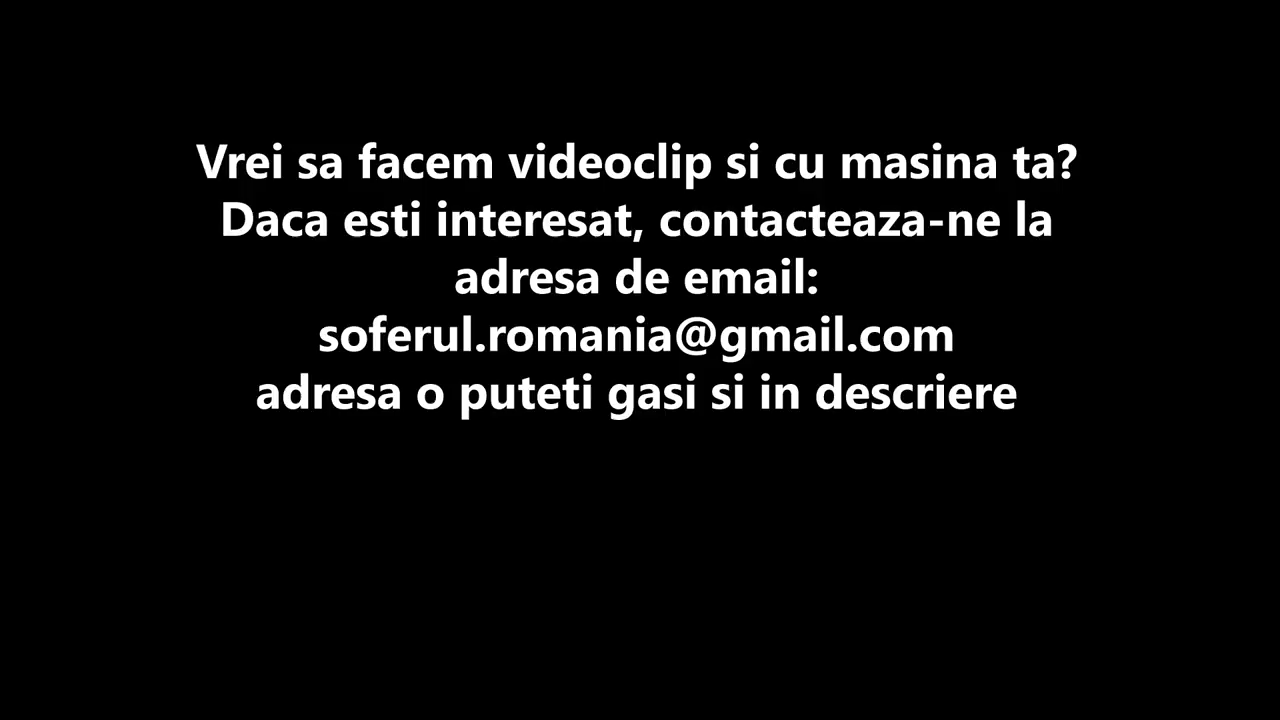 Vrei sa facem videoclip si cu masina ta?
Daca esti interesat, contacteaza-ne la
adresa de email:
soferul.romania@gmail.com
adresa o puteti gasi si in descriere